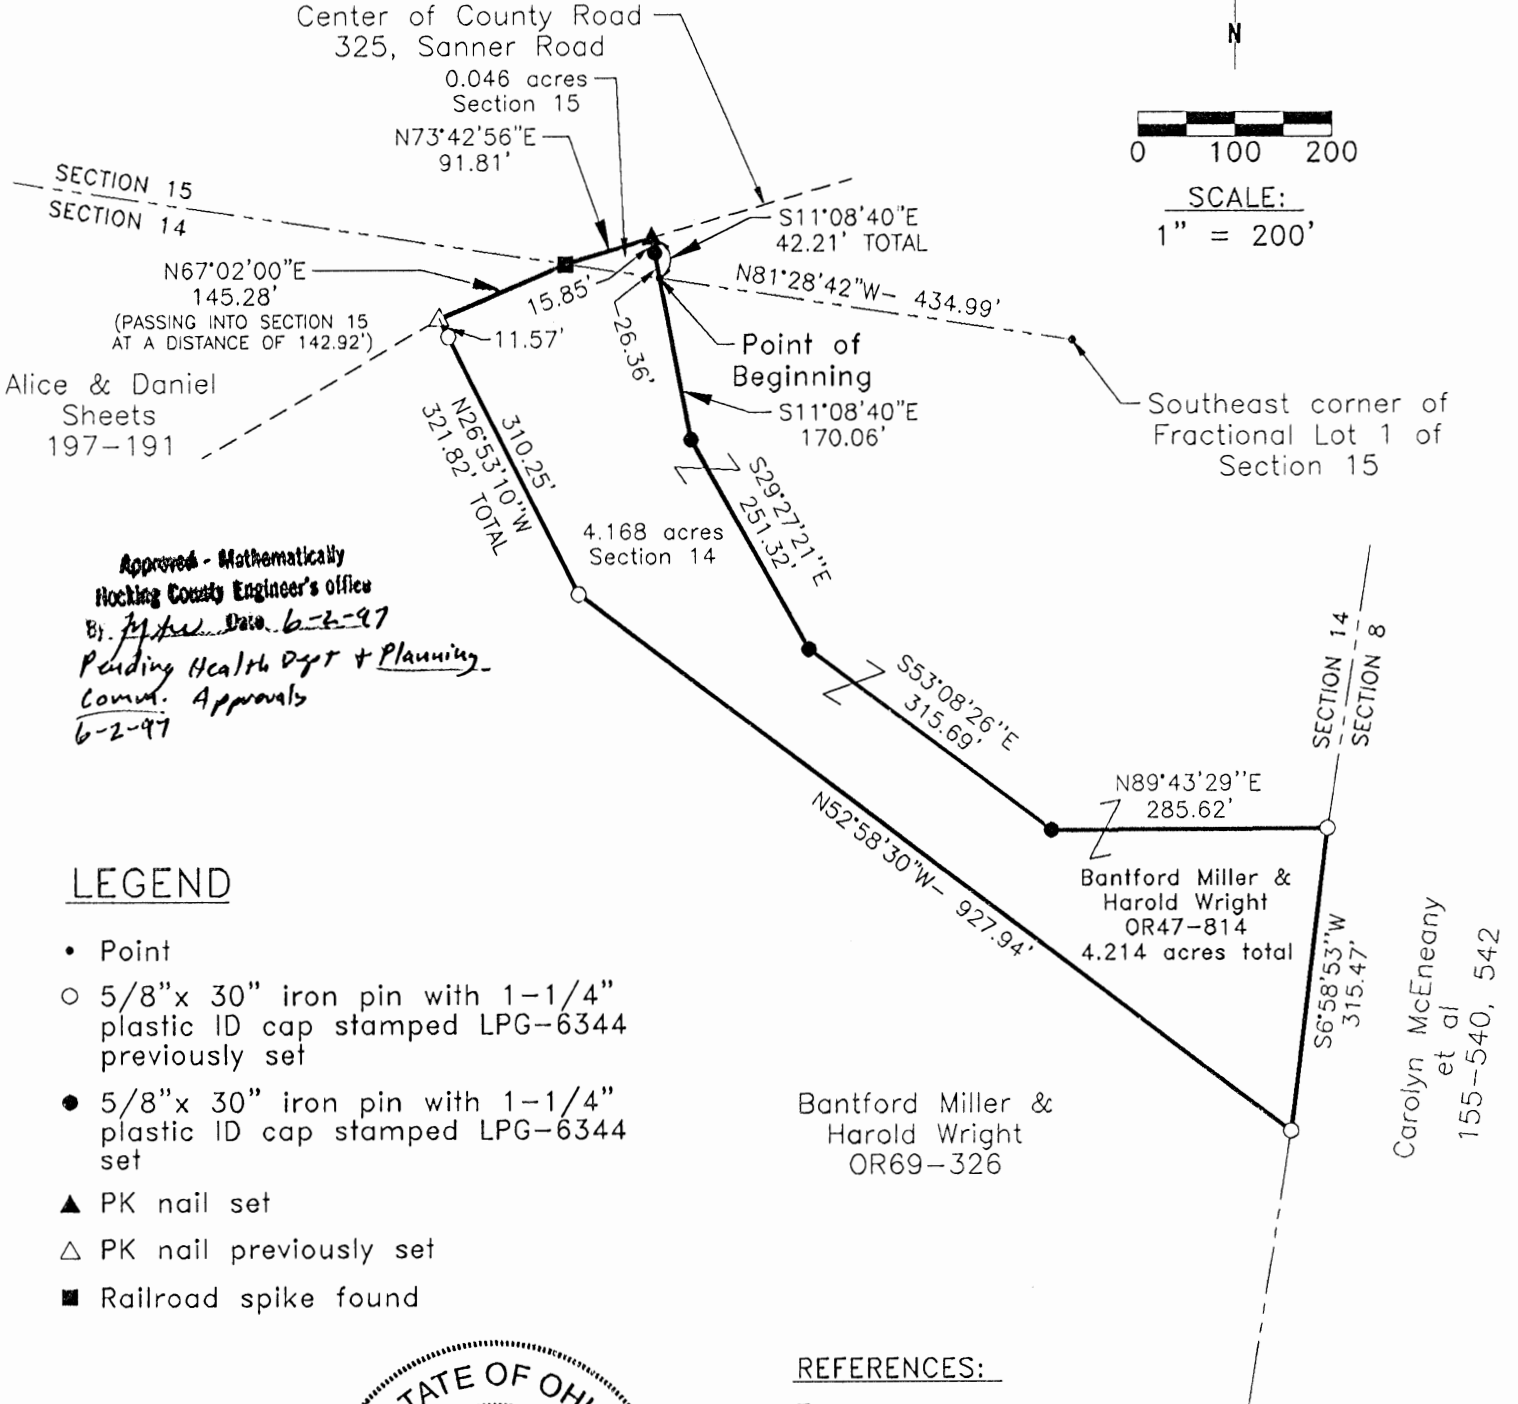 Center of County Road
325, Sanner Road
0.046 acres
Section 15
N73°42'56"E
91.81'
N
0 100 200
SCALE:
1" = 200'
SECTION 15
SECTION 14
S11°08'40"E
42.21' TOTAL
N67°02'00"E
145.28'
(PASSING INTO SECTION 15
AT A DISTANCE OF 142.92')
15.85'
26.36'
N81°28'42"W- 434.99'
11.57'
Point of
Beginning
Alice & Daniel
Sheets
197-191
S11°08'40"E
170.06'
Southeast corner of
Fractional Lot 1 of
Section 15
310.25'
N26°53'10"W
321.82' TOTAL
S29°27'21"E
251.32'
4.168 acres
Section 14
Approved - Mathematically
Hocking County Engineer's office
By Date 6-2-97
Pending Health Dept + Planning
Comm. Approvals
6-2-97
S53°08'26"E
315.69'
SECTION 14
SECTION 8
N89°43'29"E
285.62'
N52°58'30"W- 927.94'
Bantford Miller &
Harold Wright
OR47-814
4.214 acres total
S6°58'53"W
315.47'
Carolyn McEneany
et al
155-540, 542
LEGEND
• Point
○ 5/8"x 30" iron pin with 1-1/4"
plastic ID cap stamped LPG-6344
previously set
● 5/8"x 30" iron pin with 1-1/4"
plastic ID cap stamped LPG-6344
set
▲ PK nail set
△ PK nail previously set
■ Railroad spike found
Bantford Miller &
Harold Wright
OR69-326
REFERENCES:
STATE OF OHIO